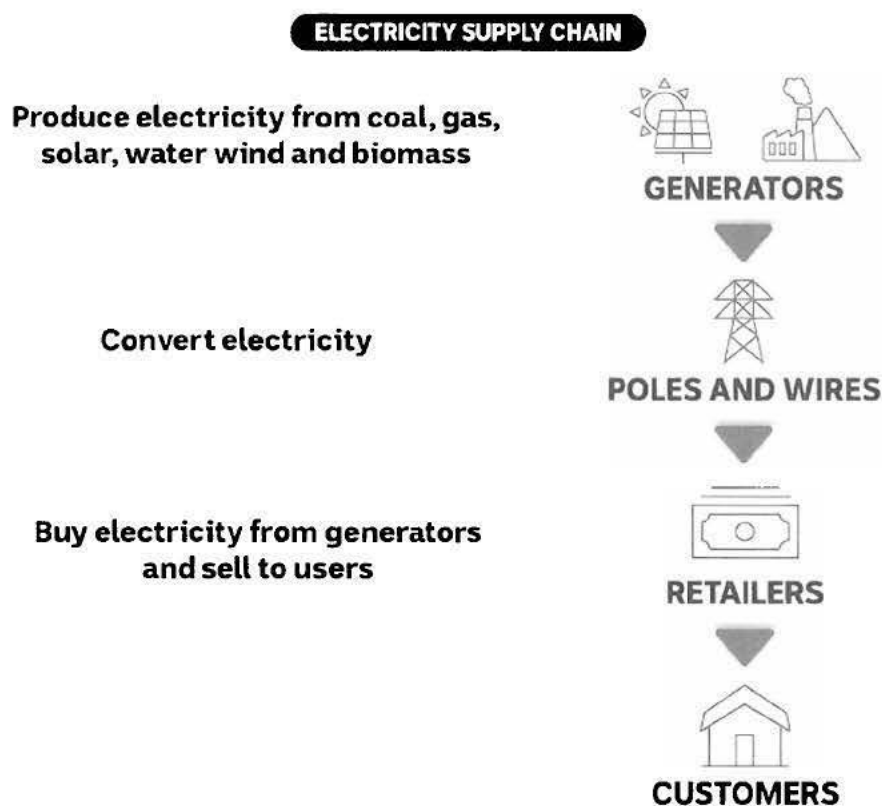 ELECTRICITY SUPPLY CHAIN
Produce electricity from coal, gas,
solar, water wind and biomass
GENERATORS
Convert electricity
POLES AND WIRES
Buy electricity from generators
and sell to users
RETAILERS
CUSTOMERS